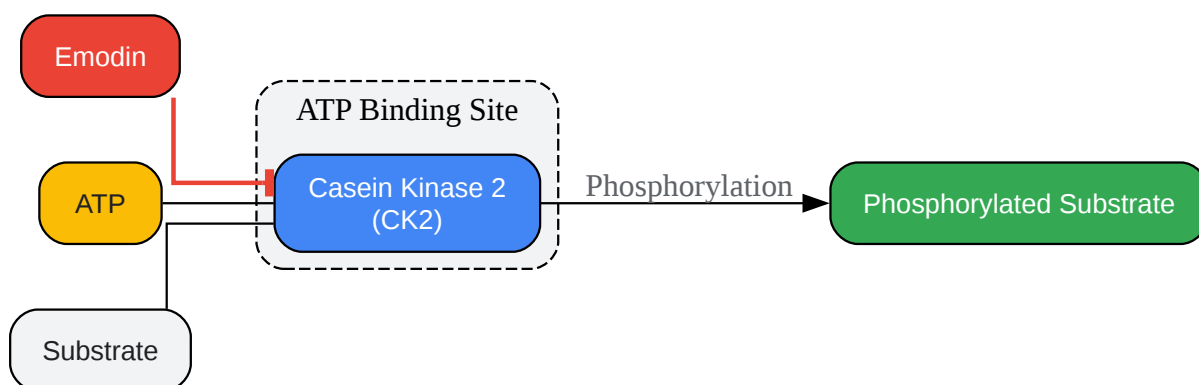 Emodin
ATP Binding Site
Casein Kinase 2
(CK2)
ATP
Phosphorylation
Phosphorylated Substrate
Substrate